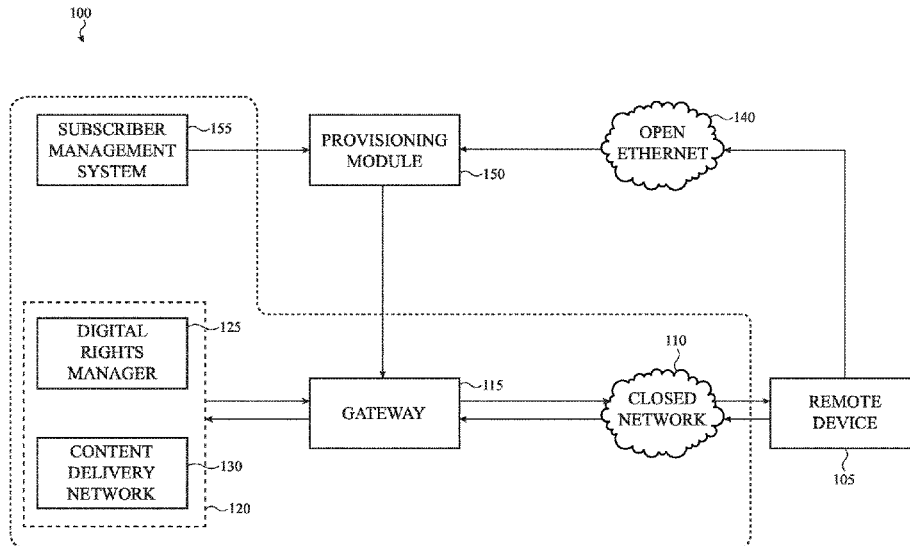 100
SUBSCRIBER
MANAGEMENT
SYSTEM
155
PROVISIONING
MODULE
150
OPEN
ETHERNET
140
DIGITAL
RIGHTS
MANAGER
125
CONTENT
DELIVERY
NETWORK
130
120
GATEWAY
115
CLOSED
NETWORK
110
REMOTE
DEVICE
105